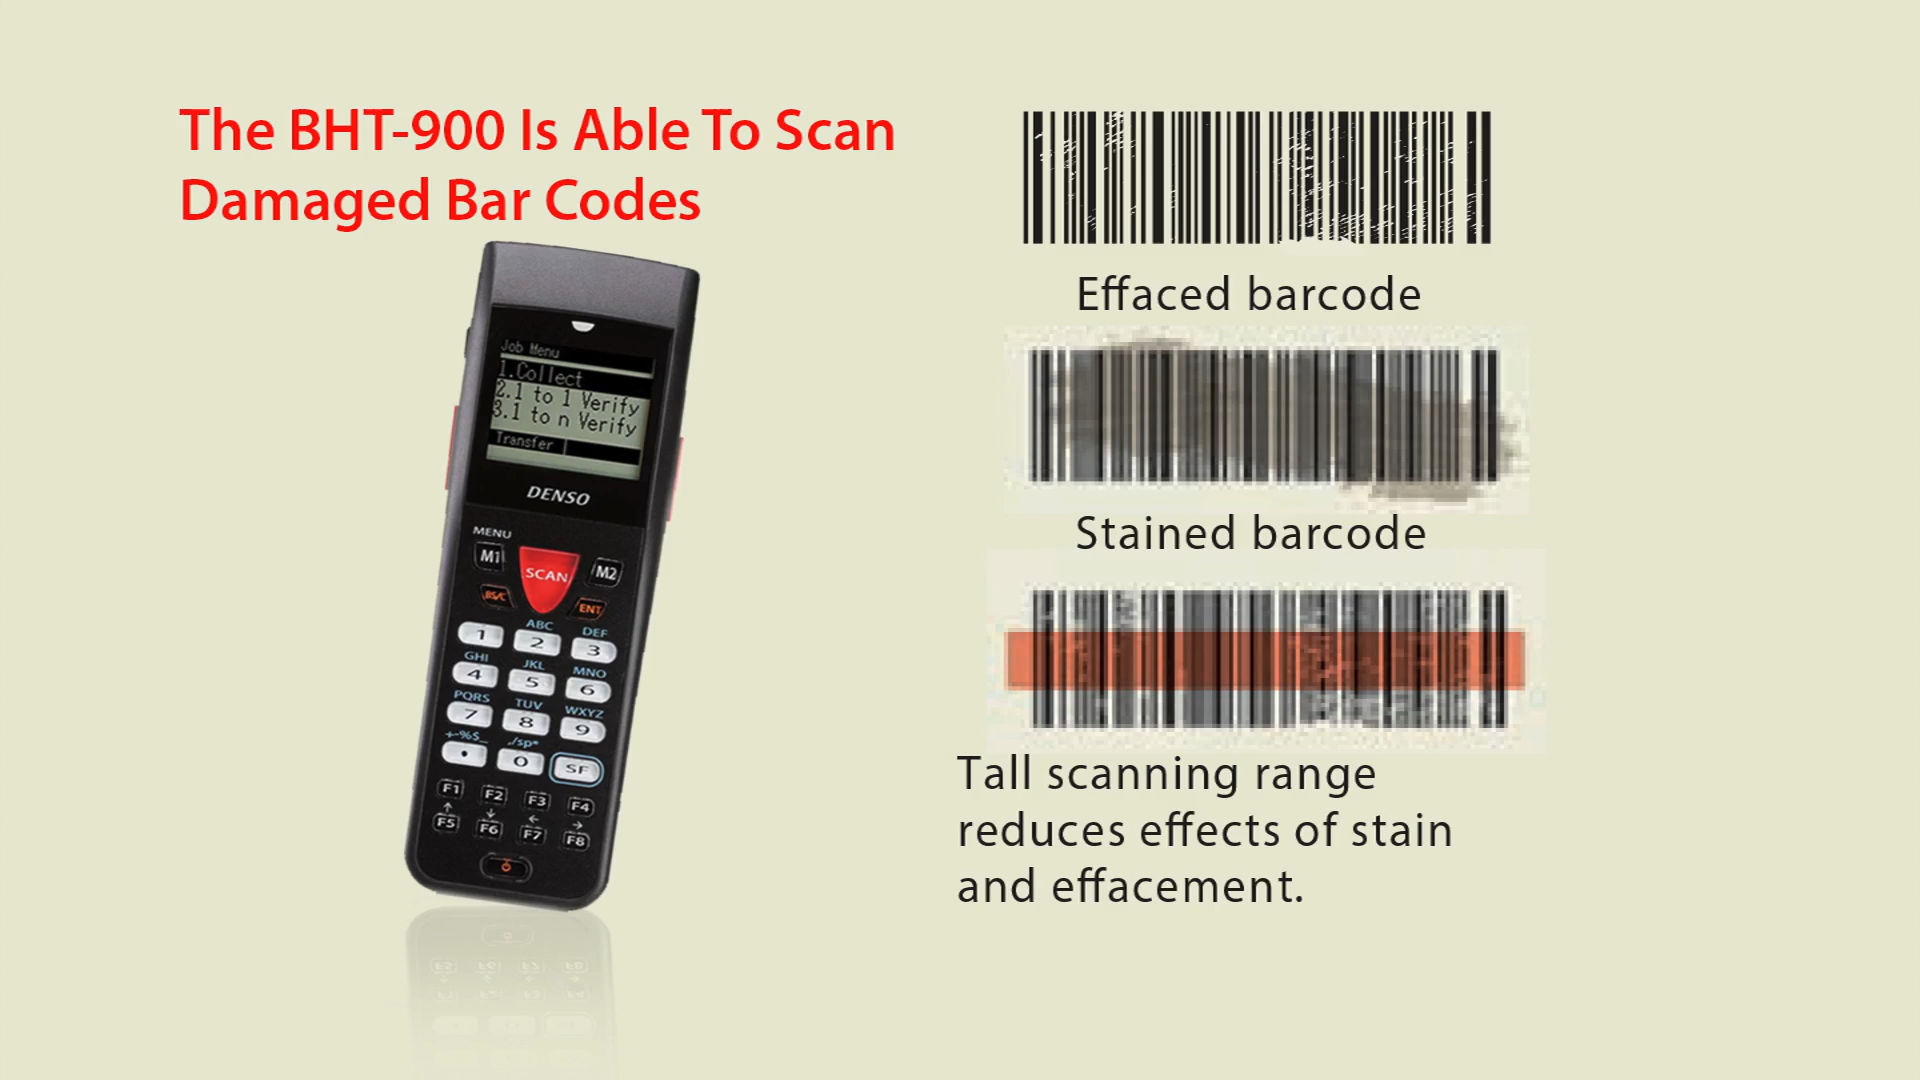 The BHT-900 Is Able To Scan
Damaged Bar Codes
Job Menu
1.Collect
2.1 to 1 Verify
3.1 to n Verify
Transfer
DENSO
MENU
M1
SCAN
M2
BS/C
ENT
ABC
DEF
1
2
3
GHI
JKL
MNO
4
5
6
PQRS
TUV
WXYZ
7
8
9
+-%$_
,/sp*
•
0
SF
F1
F2
F3
F4
↑
↓
←
→
F5
F6
F7
F8
Effaced barcode
Stained barcode
Tall scanning range
reduces effects of stain
and effacement.